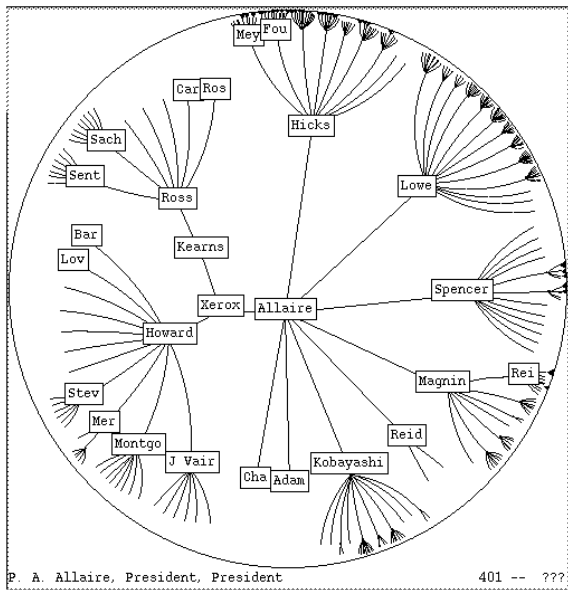 Mey
Fou
Car
Ros
Hicks
Sach
Sent
Ross
Lowe
Bar
Lov
Kearns
Xerox
Allaire
Spencer
Howard
Stev
Mer
Montgo
J Vair
Magnin
Rei
Reid
Kobayashi
Cha
Adam
P. A. Allaire, President, President
401 -- ???